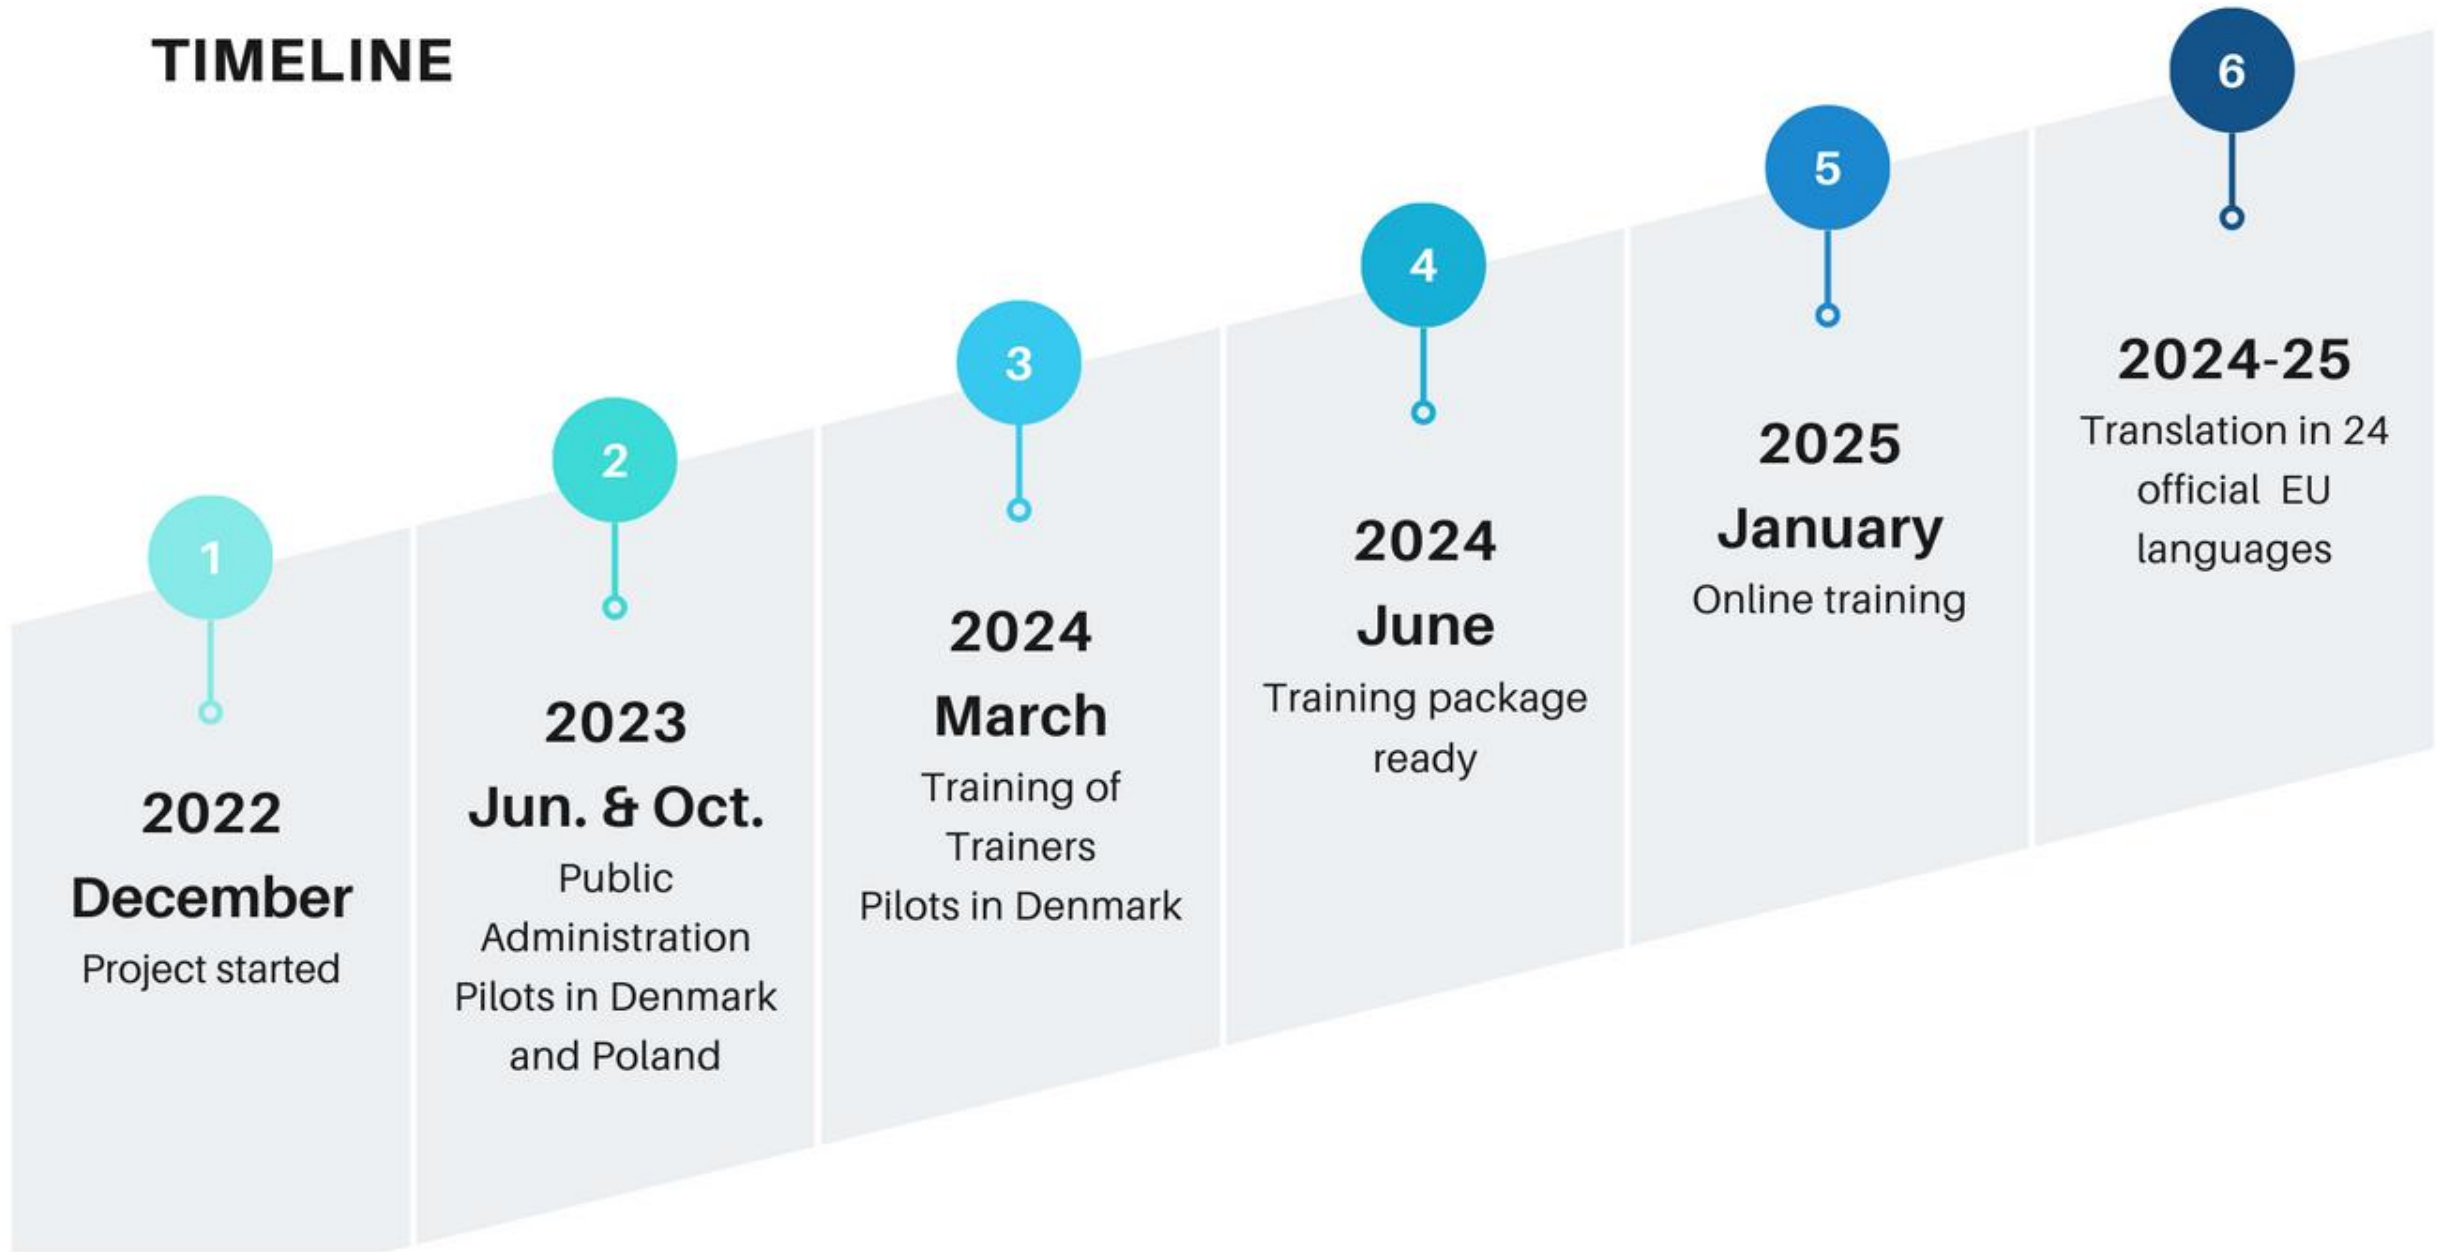 TIMELINE
1
2022
December
Project started
2
2023
Jun. & Oct.
Public
Administration
Pilots in Denmark
and Poland
3
2024
March
Training of
Trainers
Pilots in Denmark
4
2024
June
Training package
ready
5
2025
January
Online training
6
2024-25
Translation in 24
official EU
languages